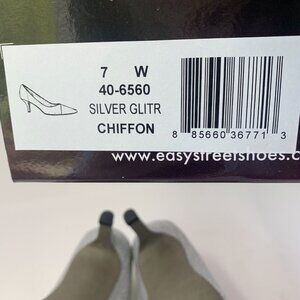 7 W
40-6560
SILVER GLITR
CHIFFON
8 85660 36771 3
www.easystreetshoes.c